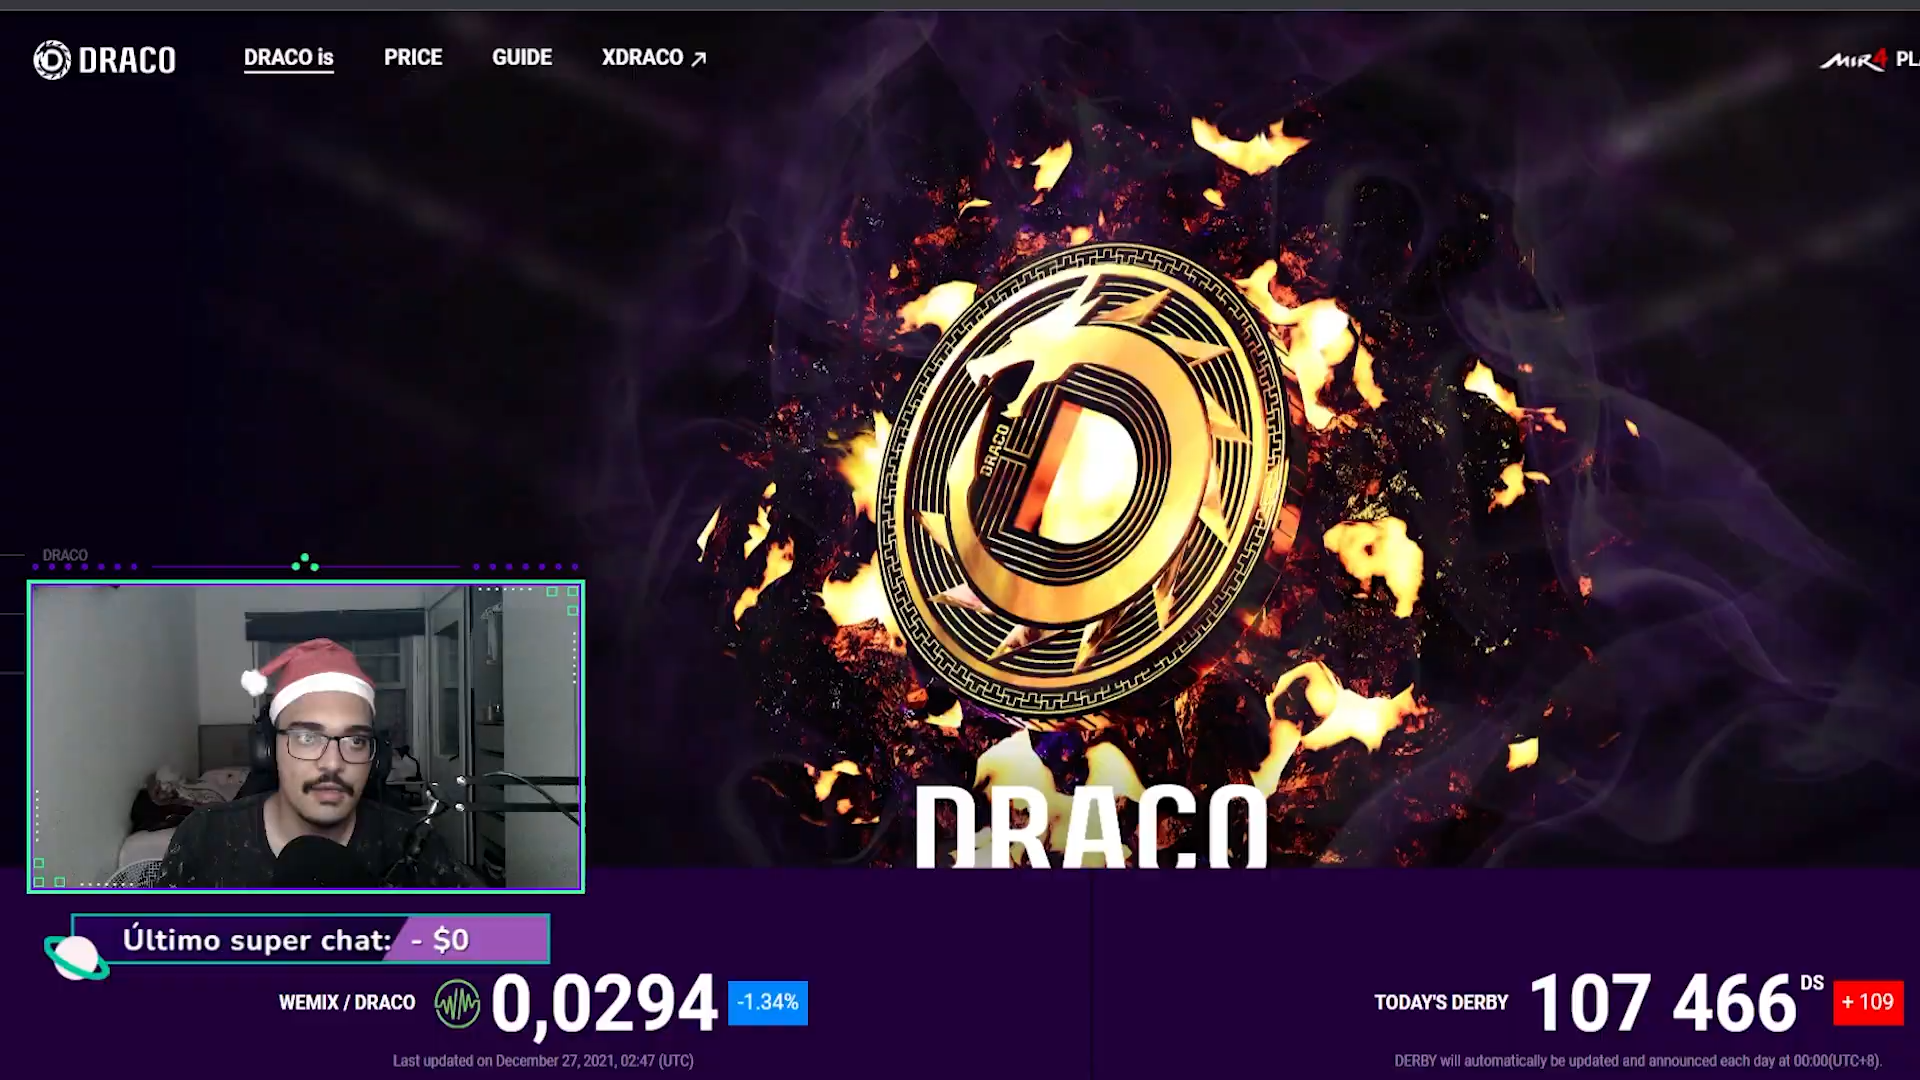 DRACO
DRACO is
PRICE
GUIDE
XDRACO
MIR4 PLA
DRACO
DRACO
DRACO
Último super chat: - $0
WEMIX / DRACO 0,0294 -1.34%
Last updated on December 27, 2021, 02:47 (UTC)
TODAY'S DERBY 107 466 DS + 109
DERBY will automatically be updated and announced each day at 00:00(UTC+8).